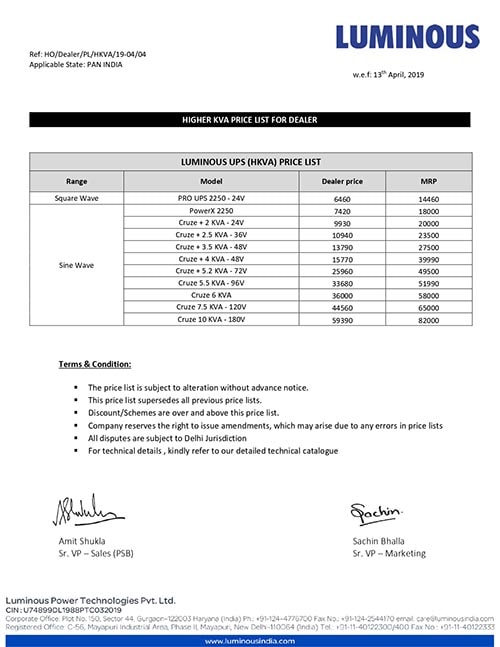 LUMINOUS
Ref: HO/Dealer/PL/HKVA/19-04/04
Applicable State: PAN INDIA
w.e.f: 13th April, 2019
HIGHER KVA PRICE LIST FOR DEALER
LUMINOUS UPS (HKVA) PRICE LIST
Range Model Dealer price MRP
Square Wave PRO UPS 2250 - 24V 6460 14460
PowerX 2250 7420 18000
Cruze + 2 KVA - 24V 9930 20000
Cruze + 2.5 KVA - 36V 10940 23500
Cruze + 3.5 KVA - 48V 13790 27500
Cruze + 4 KVA - 48V 15770 39990
Sine Wave Cruze + 5.2 KVA - 72V 25960 49500
Cruze 5.5 KVA - 96V 33680 51990
Cruze 6 KVA 36000 58000
Cruze 7.5 KVA - 120V 44560 65000
Cruze 10 KVA - 180V 59390 82000
Terms & Condition:
▪ The price list is subject to alteration without advance notice.
▪ This price list supersedes all previous price lists.
▪ Discount/Schemes are over and above this price list.
▪ Company reserves the right to issue amendments, which may arise due to any errors in price lists
▪ All disputes are subject to Delhi Jurisdiction
▪ For technical details , kindly refer to our detailed technical catalogue
AShukla Sachin
Amit Shukla Sachin Bhalla
Sr. VP – Sales (PSB) Sr. VP – Marketing
Luminous Power Technologies Pvt. Ltd.
CIN : U74899DL1988PTC032019
Corporate Office: Plot No. 150, Sector 44, Gurgaon-122003 Haryana (India) Ph.: +91-124-4776700 Fax No.: +91-124-2544170 email: care@luminousindia.com
Registered Office: C-56, Mayapuri Industrial Area, Phase II, Mayapuri, New Delhi-110064 (India) Tel.: +91-11-40122300/400 Fax No.: +91-11-40122333
www.luminousindia.com